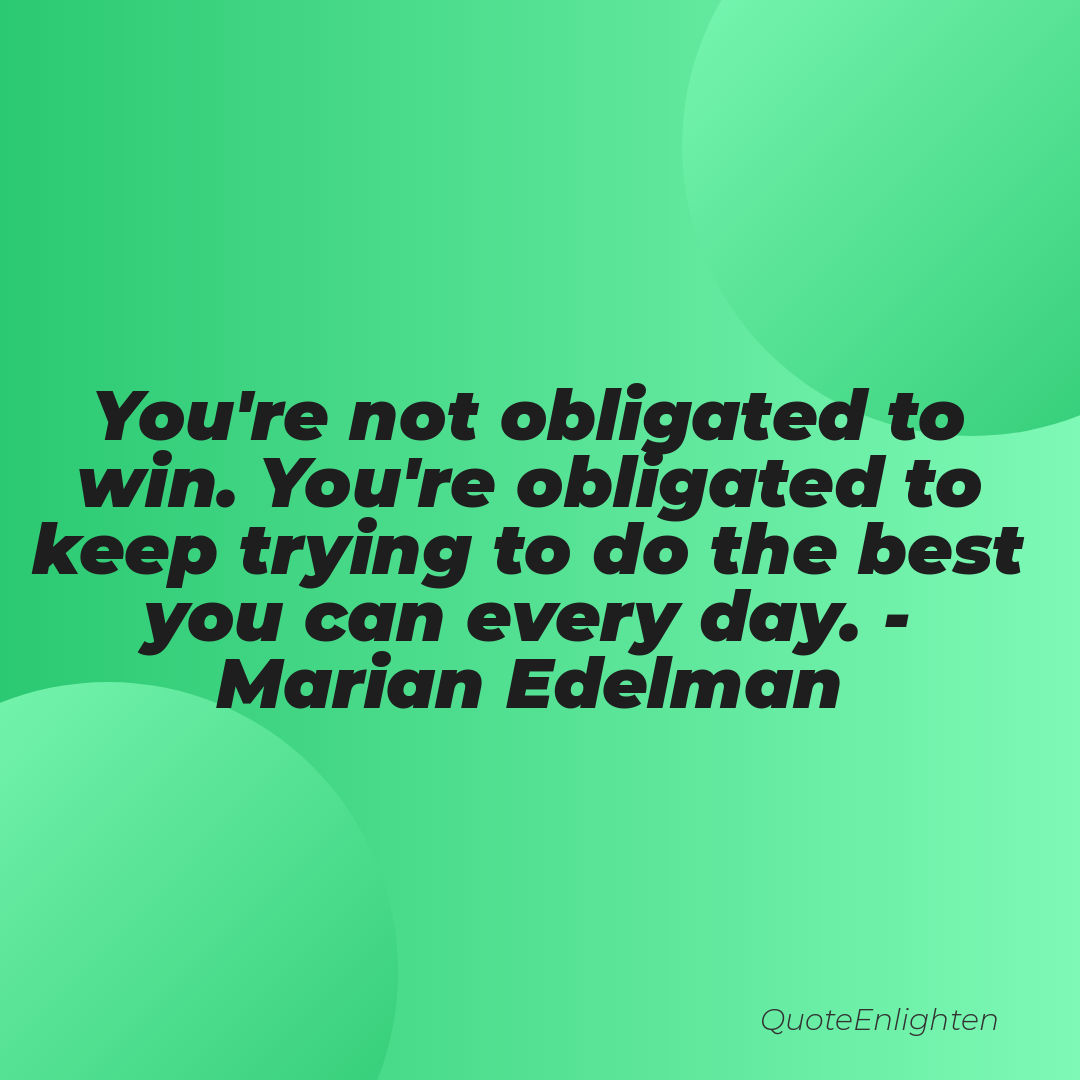 You're not obligated to
win. You're obligated to
keep trying to do the best
you can every day. -
Marian Edelman
QuoteEnlighten